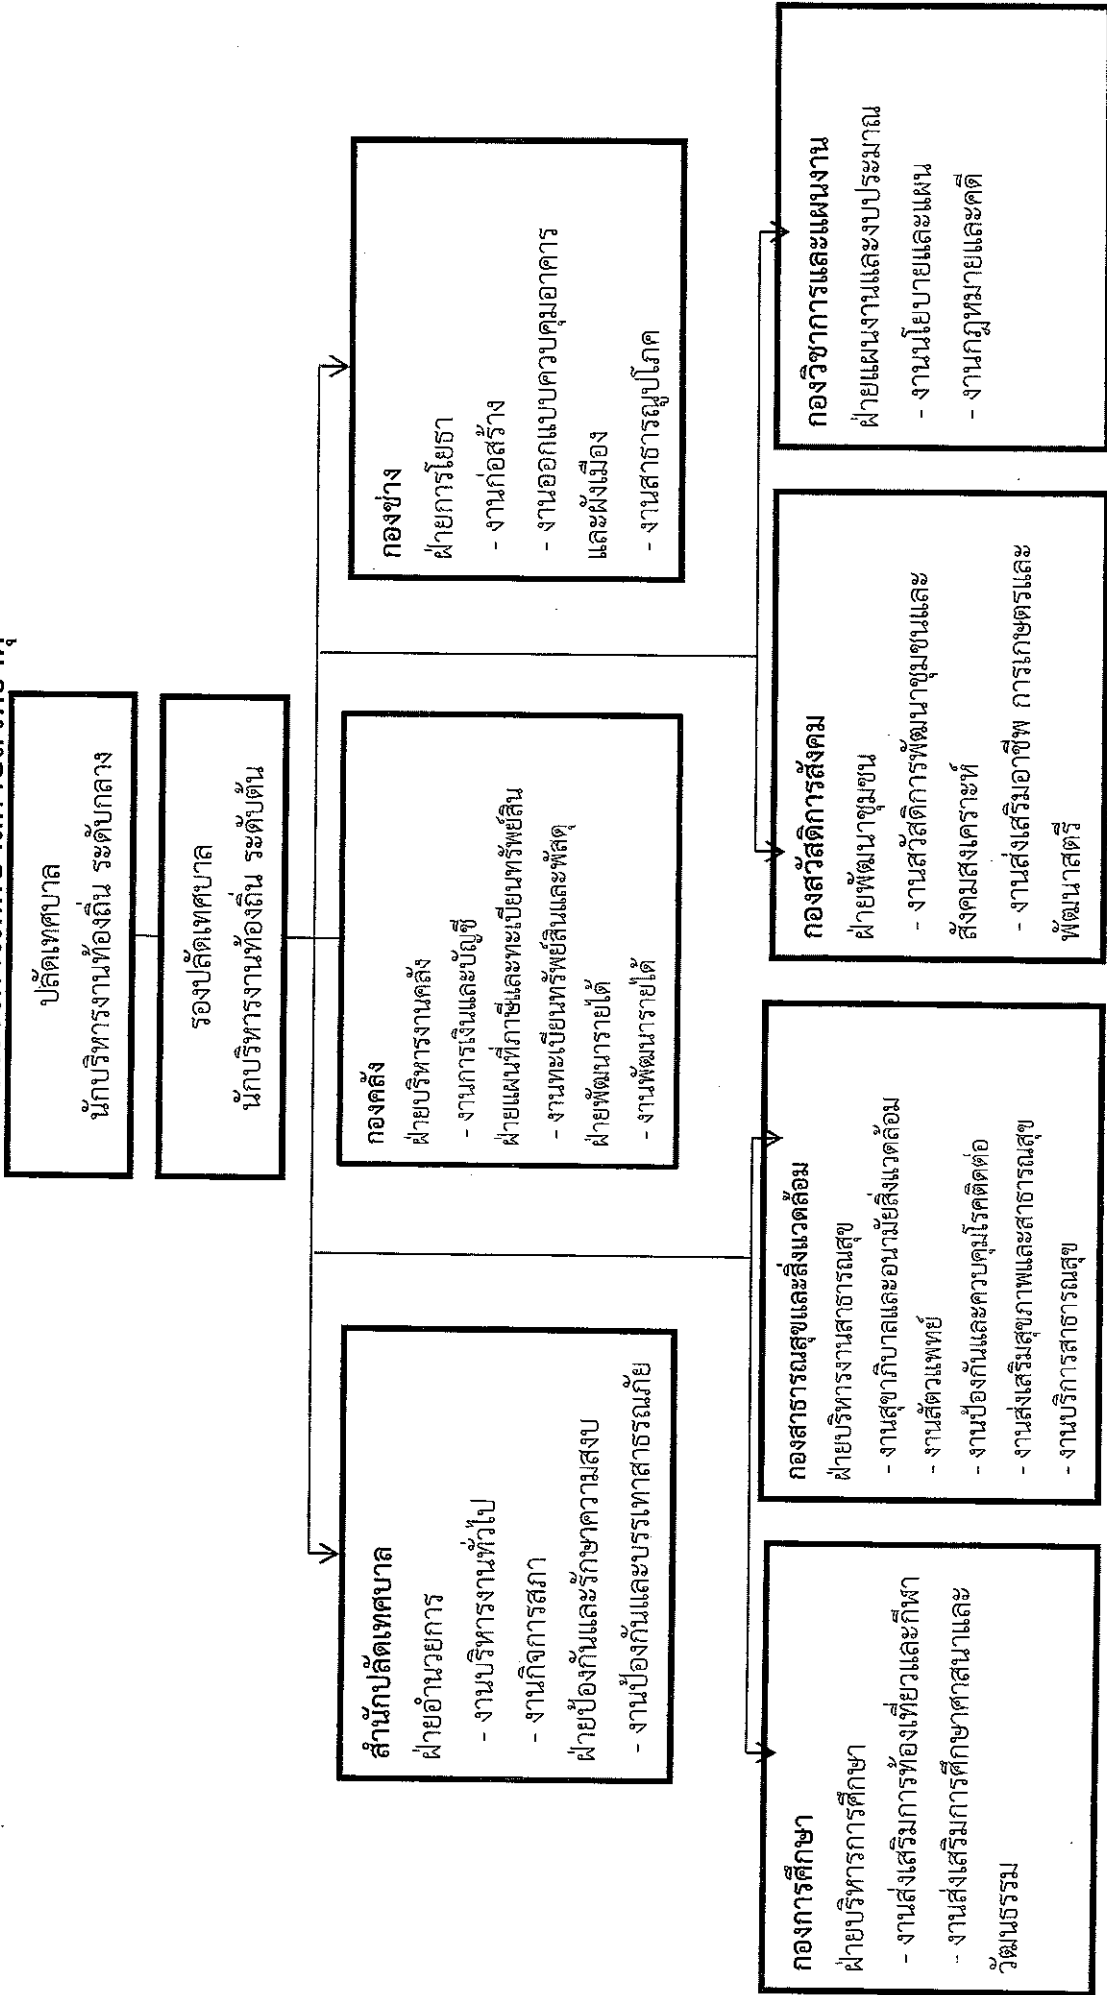 ปลัดเทศบาล
นักบริหารงานท้องถิ่น ระดับกลาง
รองปลัดเทศบาล
นักบริหารงานท้องถิ่น ระดับต้น
สำนักปลัดเทศบาล
ฝ่ายอำนวยการ
- งานบริหารงานทั่วไป
- งานกิจการสภา
ฝ่ายป้องกันและรักษาความสงบ
- งานป้องกันและบรรเทาสาธารณภัย
กองคลัง
ฝ่ายบริหารงานคลัง
- งานการเงินและบัญชี
ฝ่ายแผนที่ภาษีและทะเบียนทรัพย์สิน
- งานทะเบียนทรัพย์สินและพัสดุ
ฝ่ายพัฒนารายได้
- งานพัฒนารายได้
กองช่าง
ฝ่ายการโยธา
- งานก่อสร้าง
- งานออกแบบควบคุมอาคาร
และผังเมือง
- งานสาธารณูปโภค
กองการศึกษา
ฝ่ายบริหารการศึกษา
- งานส่งเสริมการท้องเที่ยวและกีฬา
- งานส่งเสริมการศึกษาศาสนาและ
วัฒนธรรม
กองสาธารณสุขและสิ่งแวดล้อม
ฝ่ายบริหารงานสาธารณสุข
- งานสุขาภิบาลและอนามัยสิ่งแวดล้อม
- งานสัตวแพทย์
- งานป้องกันและควบคุมโรคติดต่อ
- งานส่งเสริมสุขภาพและสาธารณสุข
- งานบริการสาธารณสุข
กองสวัสดิการสังคม
ฝ่ายพัฒนาชุมชน
- งานสวัสดิการพัฒนาชุมชนและ
สังคมสงเคราะห์
- งานส่งเสริมอาชีพ การเกษตรและ
พัฒนาสตรี
กองวิชาการและแผนงาน
ฝ่ายแผนงานและงบประมาณ
- งานนโยบายและแผน
- งานกฎหมายและคดี